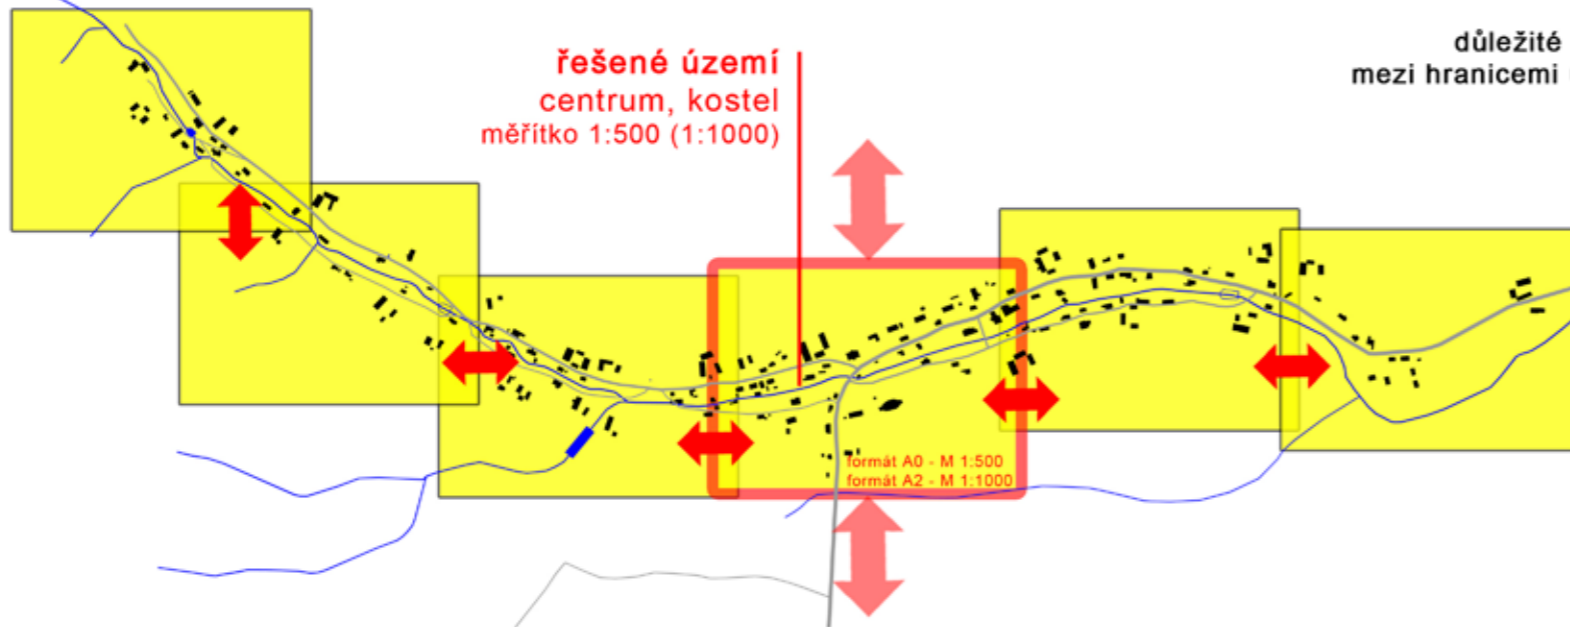 řešené území
centrum, kostel
měřítko 1:500 (1:1000)
důležité
mezi hranicemi
formát A0 - M 1:500
formát A2 - M 1:1000